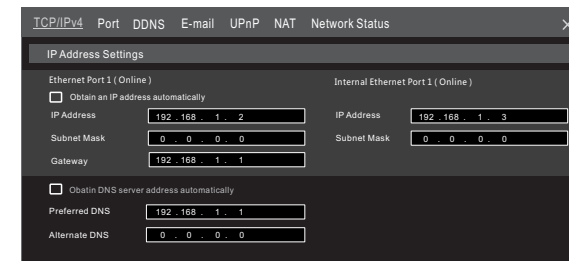 TCP/IPv4 Port DDNS E-mail UPnP NAT Network Status X
IP Address Settings
Ethernet Port 1 ( Online )
Internal Ethernet Port 1 ( Online )
Obtain an IP address automatically
IP Address 192 . 168 . 1 . 2
IP Address 192 . 168 . 1 . 3
Subnet Mask 0 . 0 . 0 . 0
Subnet Mask 0 . 0 . 0 . 0
Gateway 192 . 168 . 1 . 1
Obatin DNS server address automatically
Preferred DNS 192 . 168 . 1 . 1
Alternate DNS 0 . 0 . 0 . 0